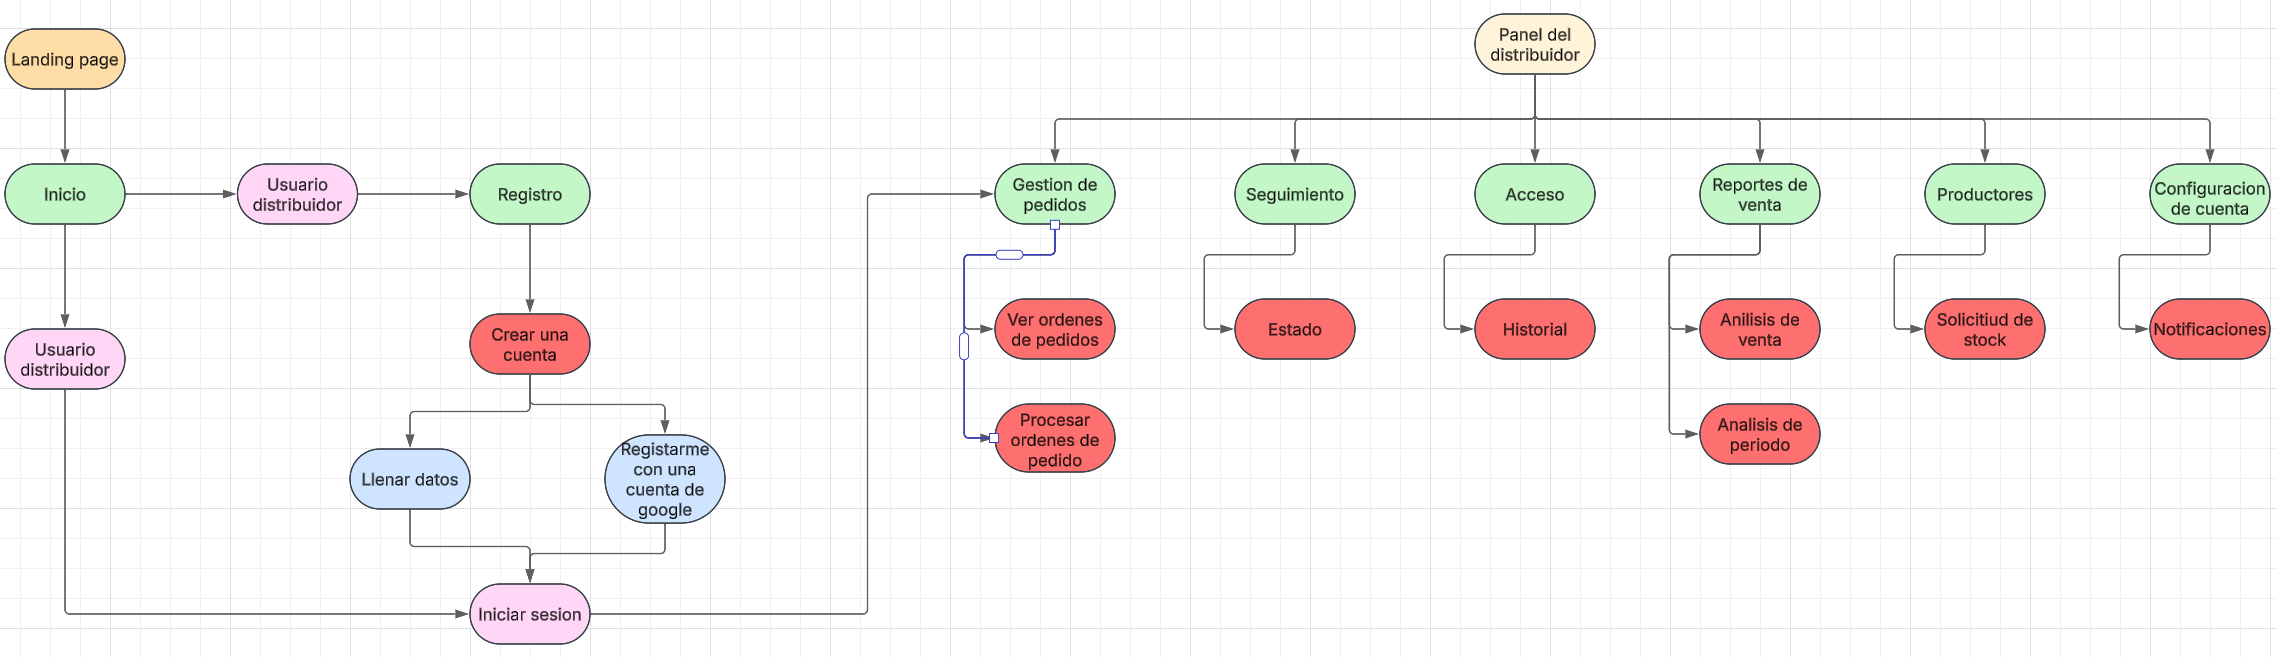 Landing page
Panel del
distribuidor
Inicio
Usuario
distribuidor
Registro
Gestion de
pedidos
Seguimiento
Acceso
Reportes de
venta
Productores
Configuracion
de cuenta
Usuario
distribuidor
Crear una
cuenta
Ver ordenes
de pedidos
Estado
Historial
Anilisis de
venta
Solicitiud de
stock
Notificaciones
Llenar datos
Registarme
con una
cuenta de
google
Procesar
ordenes de
pedido
Analisis de
periodo
Iniciar sesion